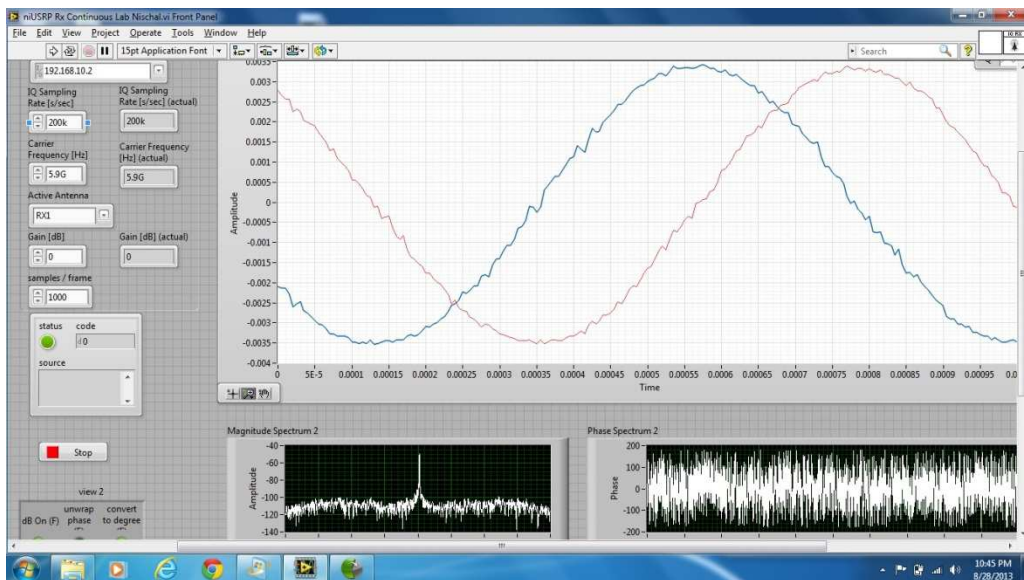 niUSRP Rx Continuous Lab Nischal.vi Front Panel
File Edit View Project Operate Tools Window Help
15pt Application Font
Search
192.168.10.2
IQ Sampling
Rate [s/sec]
IQ Sampling
Rate [s/sec] (actual)
200k
200k
Carrier
Frequency [Hz]
Carrier Frequency
[Hz] (actual)
5.9G
5.9G
Active Antenna
RX1
Gain [dB]
Gain [dB] (actual)
0
0
samples / frame
1000
status
code
0
source
Stop
view 2
dB On (F)
unwrap
phase
convert
to degree
Amplitude
0.0035
0.003
0.0025
0.002
0.0015
0.001
0.0005
0
-0.0005
-0.001
-0.0015
-0.002
-0.0025
-0.003
-0.0035
-0.004
0 5E-5 0.0001 0.00015 0.0002 0.00025 0.0003 0.00035 0.0004 0.00045 0.0005 0.00055 0.0006 0.00065 0.0007 0.00075 0.0008 0.00085 0.0009 0.00095
Time
Magnitude Spectrum 2
Amplitude
-40
-60
-80
-100
-120
-140
Phase Spectrum 2
Phase
200
100
0
-100
-200
10:45 PM
8/28/2013